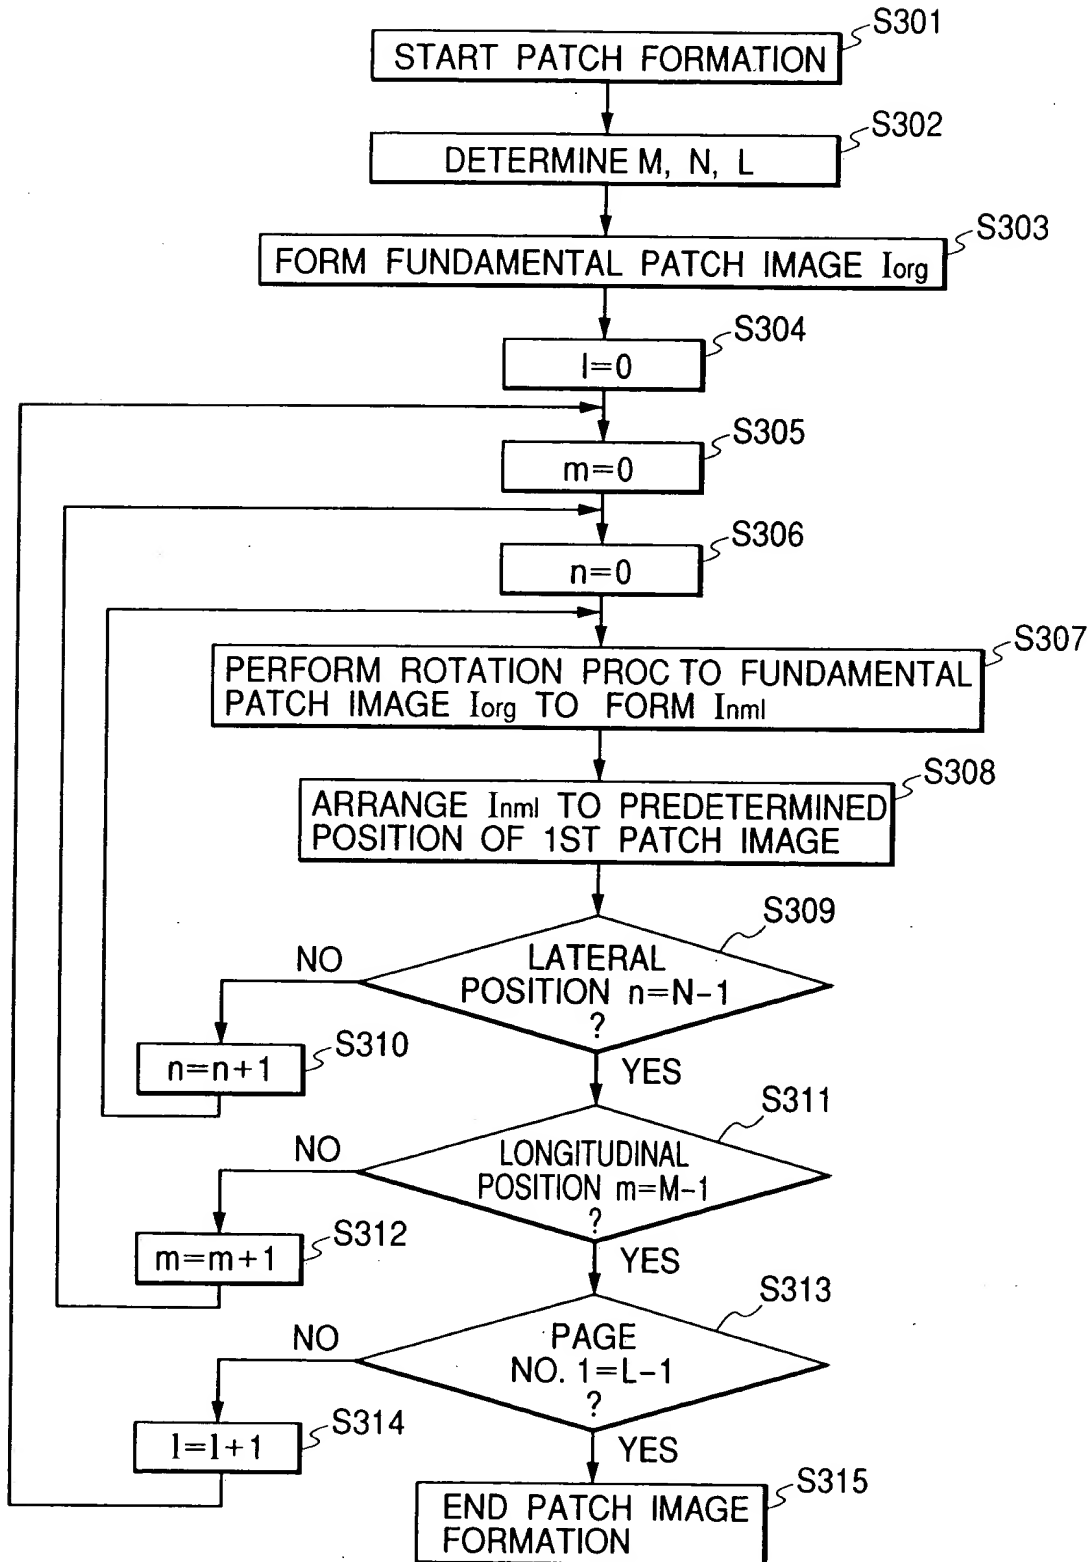 S301
START PATCH FORMATION
S302
DETERMINE M, N, L
S303
FORM FUNDAMENTAL PATCH IMAGE Iorg
S304
l=0
S305
m=0
S306
n=0
S307
PERFORM ROTATION PROC TO FUNDAMENTAL
PATCH IMAGE Iorg TO FORM Inml
S308
ARRANGE Inml TO PREDETERMINED
POSITION OF 1ST PATCH IMAGE
S309
LATERAL
POSITION n=N-1
?
NO
YES
S310
n=n+1
S311
LONGITUDINAL
POSITION m=M-1
?
NO
YES
S312
m=m+1
S313
PAGE
NO. 1=L-1
?
NO
YES
S314
l=l+1
S315
END PATCH IMAGE
FORMATION